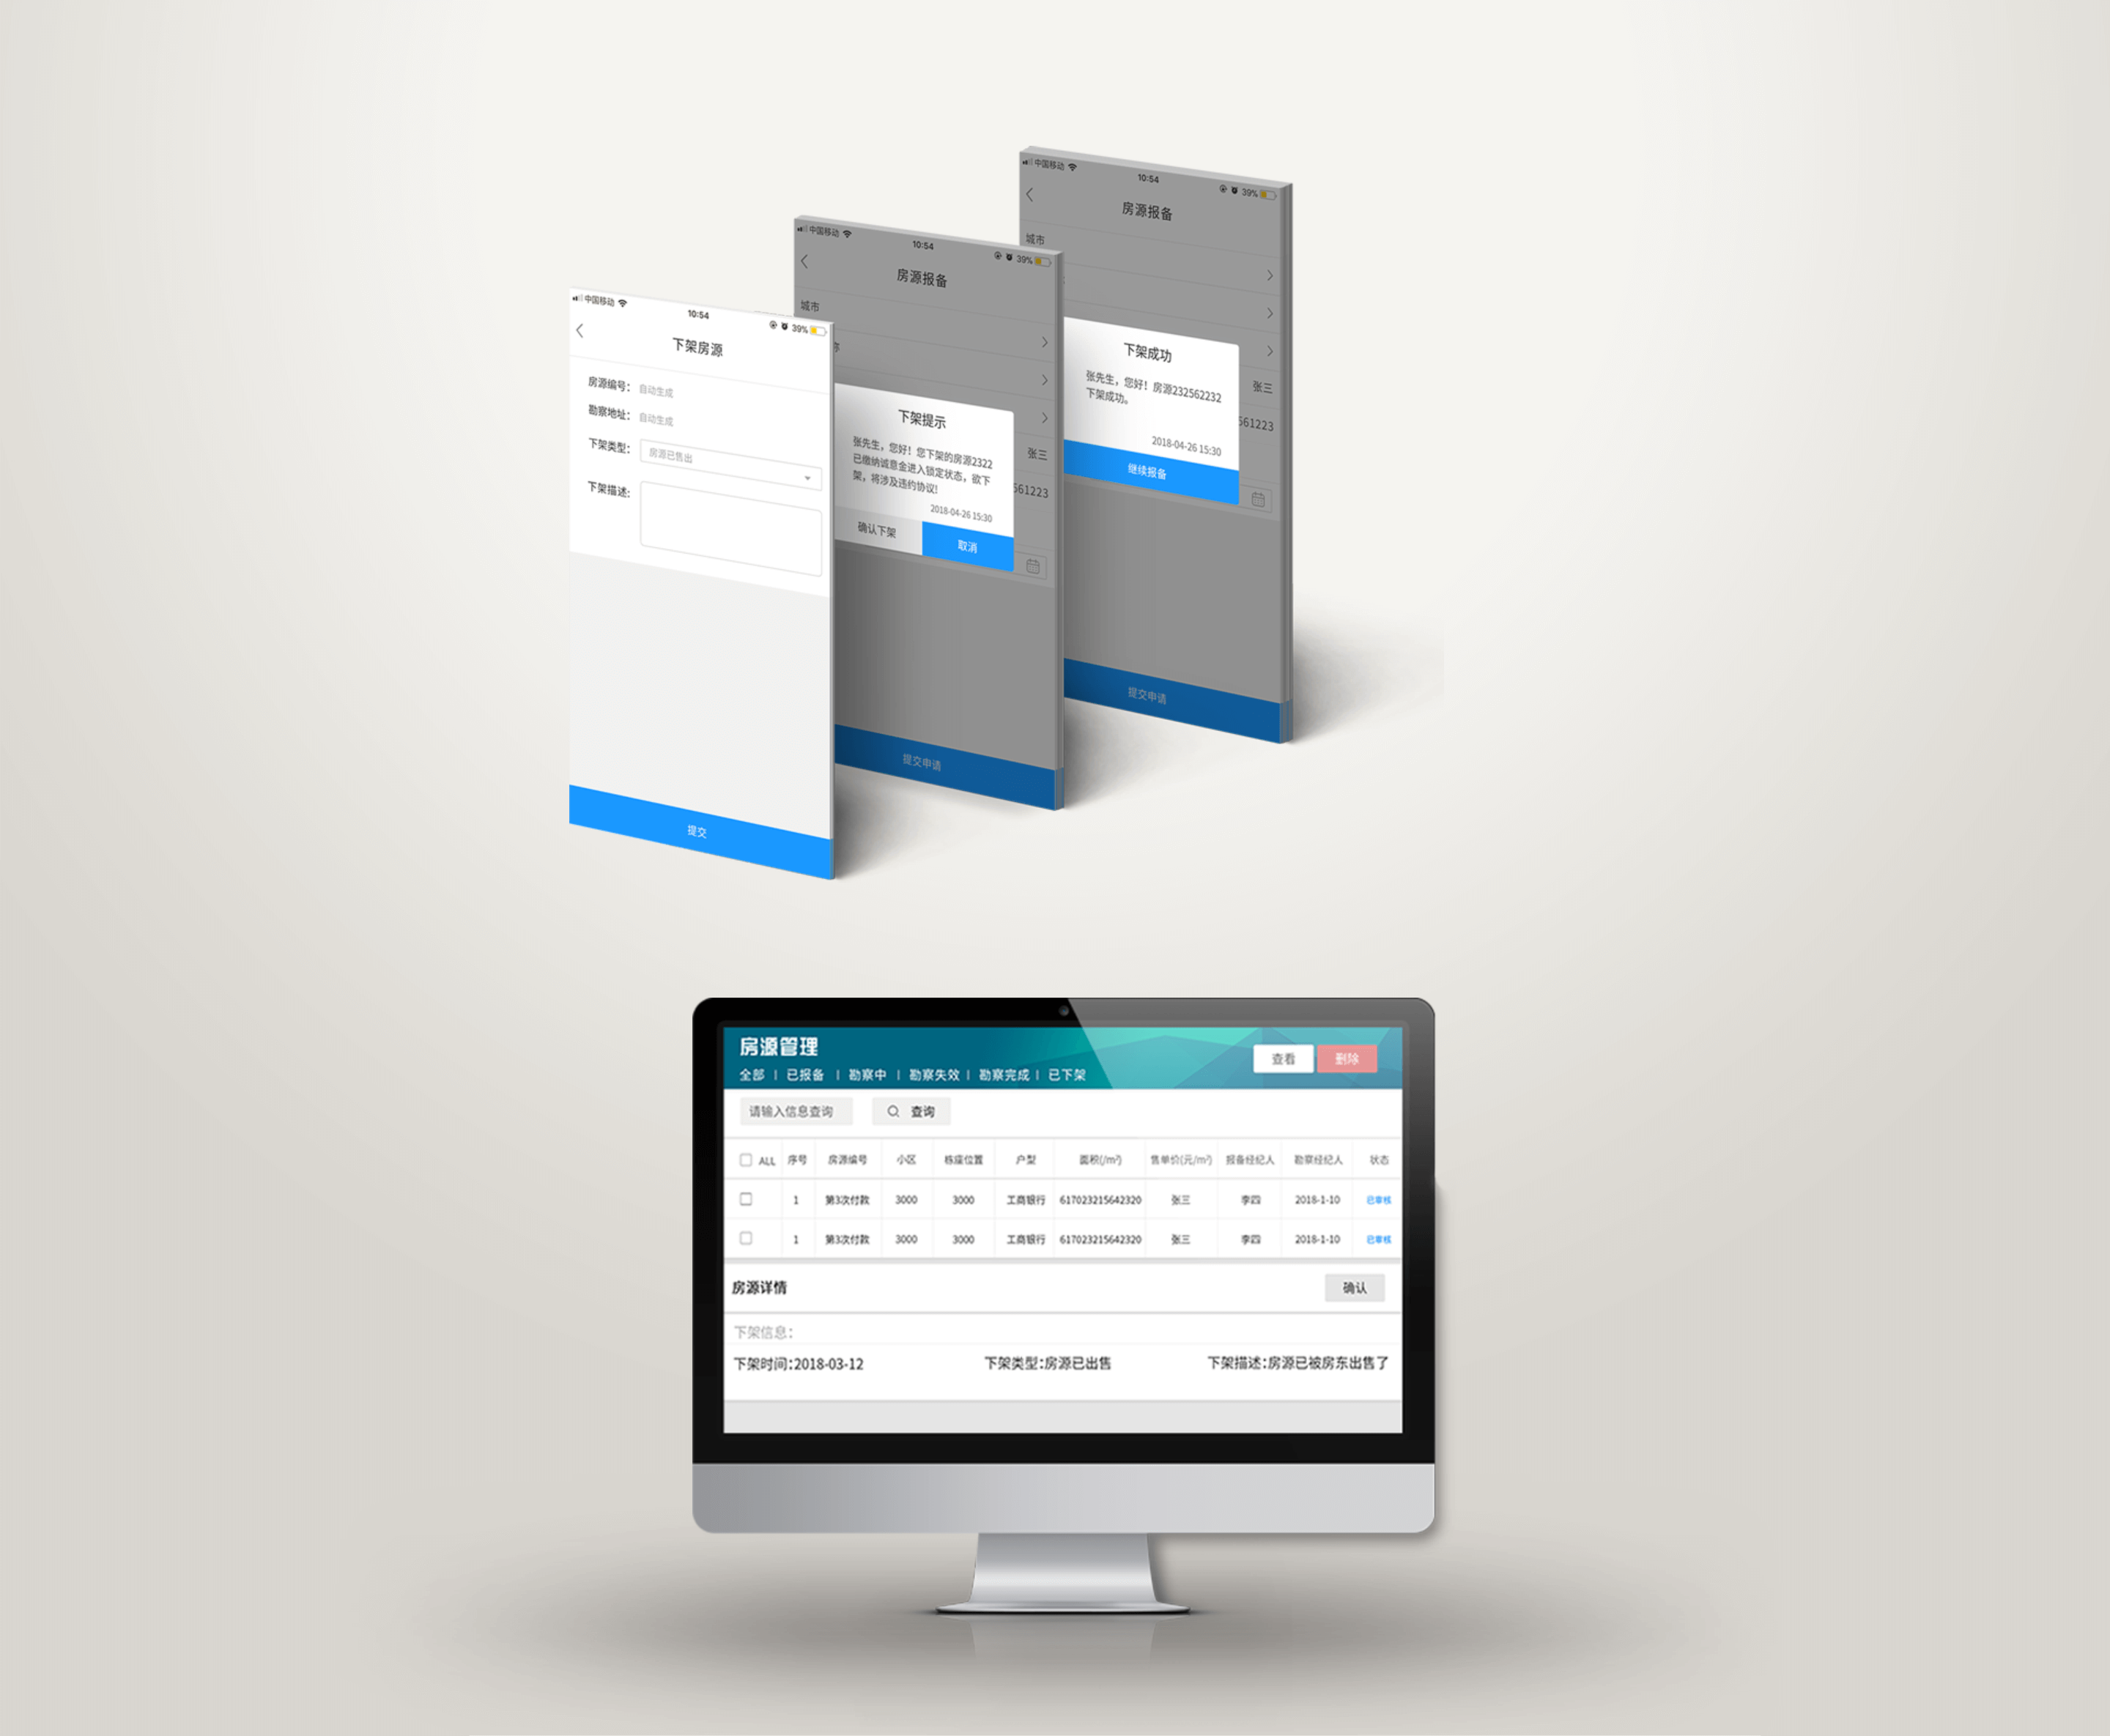 中国移动
10:54
39%
下架房源
房源编号： 自动生成
勘察地址： 自动生成
下架类型： 房源已售出
下架描述：
提交
中国移动
10:54
39%
房源报备
城市
下架提示
张先生，您好！您下架的房源2322
已缴纳诚意金进入锁定状态，欲下
架，将涉及违约协议!
2018-04-26 15:30
确认下架 取消
张三
561223
提交申请
中国移动
10:54
39%
房源报备
城市
下架成功
张先生，您好！房源232562232
下架成功。
2018-04-26 15:30
继续报备
张三
561223
提交申请
房源管理
全部 | 已报备 | 勘察中 | 勘察失效 | 勘察完成 | 已下架
查看 删除
请输入信息查询 查询
ALL 序号 房源编号 小区 栋座位置 户型 面积(/m²) 售单价(元/m²) 报备经纪人 勘察经纪人 状态
1 第3次付款 3000 3000 工商银行 617023215642320 张三 李四 2018-1-10 已审核
1 第3次付款 3000 3000 工商银行 617023215642320 张三 李四 2018-1-10 已审核
房源详情 确认
下架信息：
下架时间:2018-03-12 下架类型:房源已出售 下架描述:房源已被房东出售了